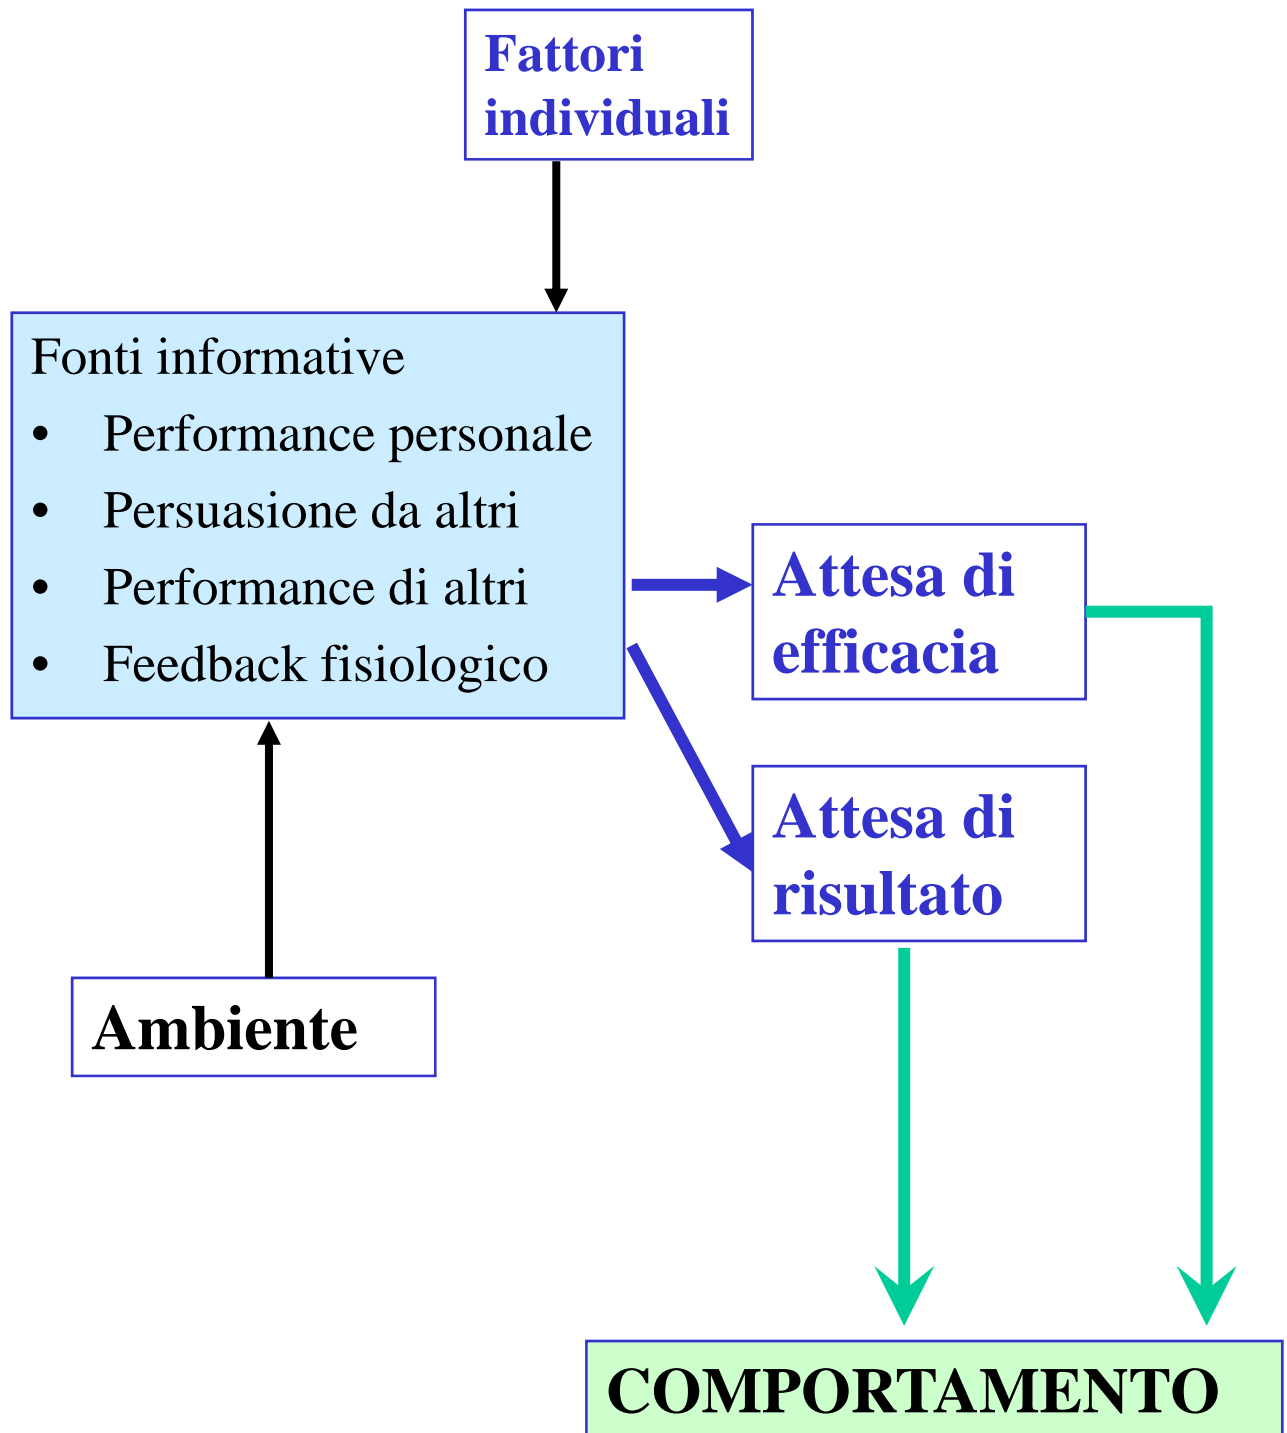 Fattori
individuali
Fonti informative
• Performance personale
• Persuasione da altri
• Performance di altri
• Feedback fisiologico
Attesa di
efficacia
Attesa di
risultato
Ambiente
COMPORTAMENTO